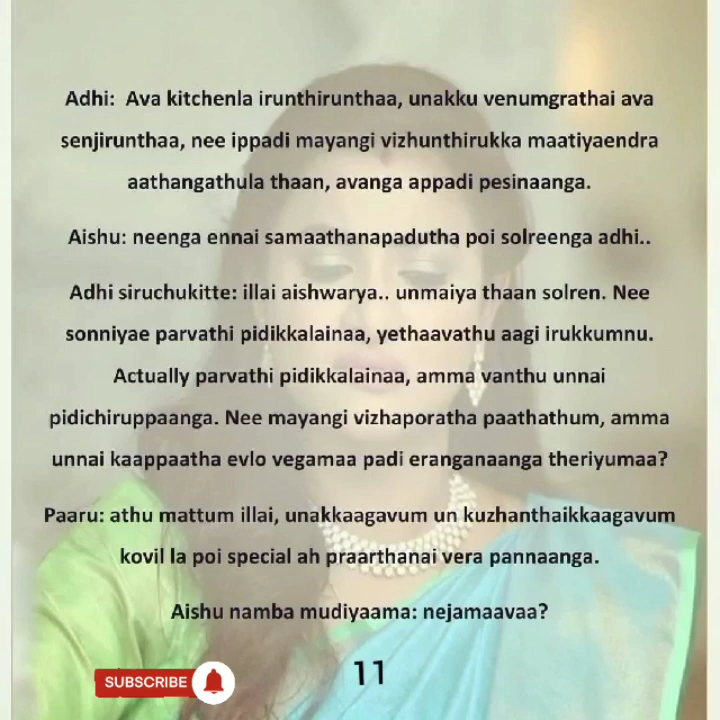 Adhi: Ava kitchenla irunthirunthaa, unakku venumgrathai ava
senjirunthaa, nee ippadi mayangi vizhunthirukka maatiyaendra
aathangathula thaan, avanga appadi pesinaanga.
Aishu: neenga ennai samaathanapadutha poi solreenga adhi..
Adhi siruchukitte: illai aishwarya.. unmaiya thaan solren. Nee
sonniyae parvathi pidikkalainaa, yethaavathu aagi irukkumnu.
Actually parvathi pidikkalainaa, amma vanthu unnai
pidichiruppaanga. Nee mayangi vizhaporatha paathathum, amma
unnai kaappaatha evlo vegamaa padi eranganaanga theriyumaa?
Paaru: athu mattum illai, unakkaagavum un kuzhanthaikkaagavum
kovil la poi special ah praarthanai vera pannaanga.
Aishu namba mudiyaama: nejamaavaa?
SUBSCRIBE
11